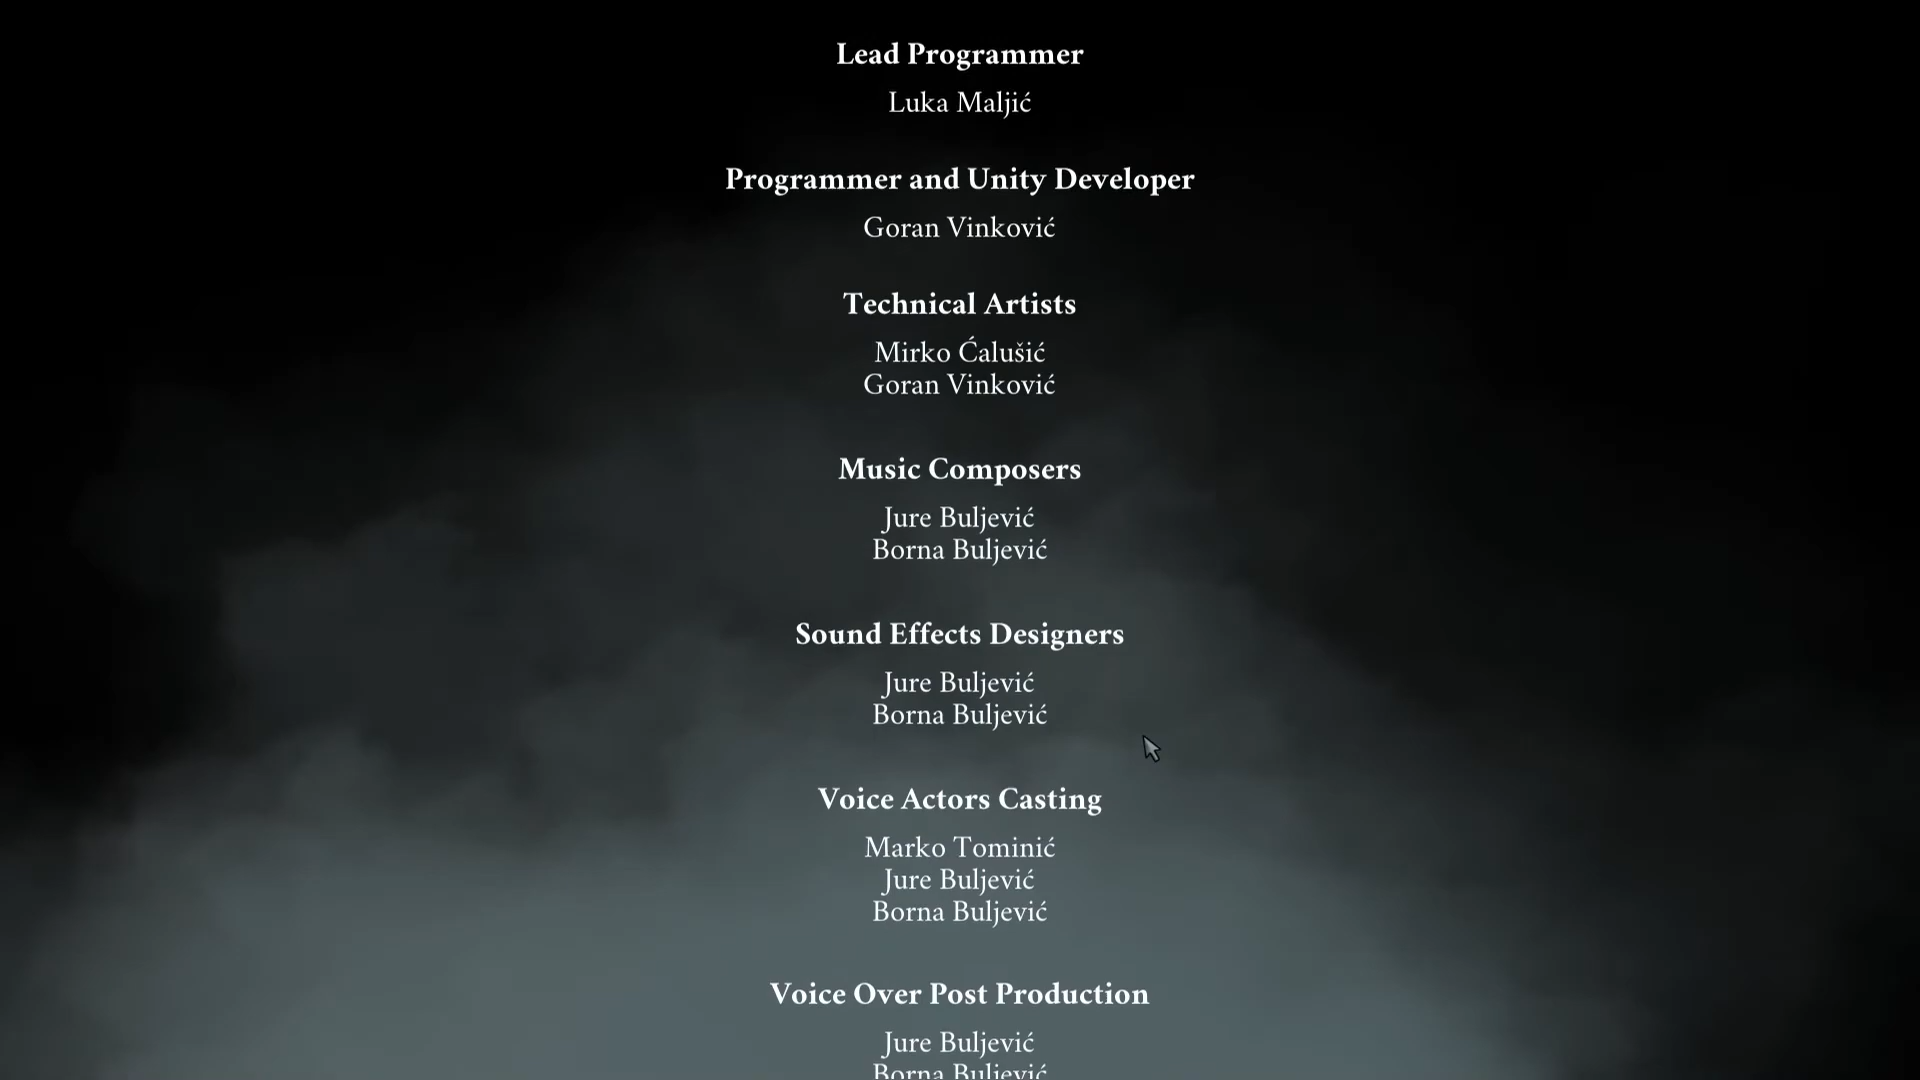 Lead Programmer
Luka Maljić
Programmer and Unity Developer
Goran Vinković
Technical Artists
Mirko Ćalušić
Goran Vinković
Music Composers
Jure Buljević
Borna Buljević
Sound Effects Designers
Jure Buljević
Borna Buljević
Voice Actors Casting
Marko Tominić
Jure Buljević
Borna Buljević
Voice Over Post Production
Jure Buljević
Borna Buljević